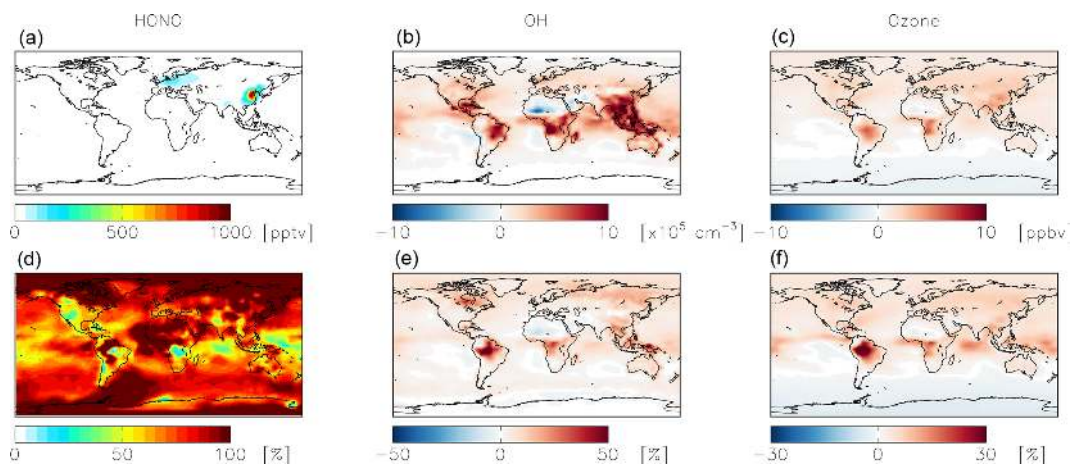 HONO OH Ozone
(a) (b) (c)
0 500 1000 [pptv] -10 0 10 [x10⁵ cm⁻³] -10 0 10 [ppbv]
(d) (e) (f)
0 50 100 [%] -50 0 50 [%] -30 0 30 [%]